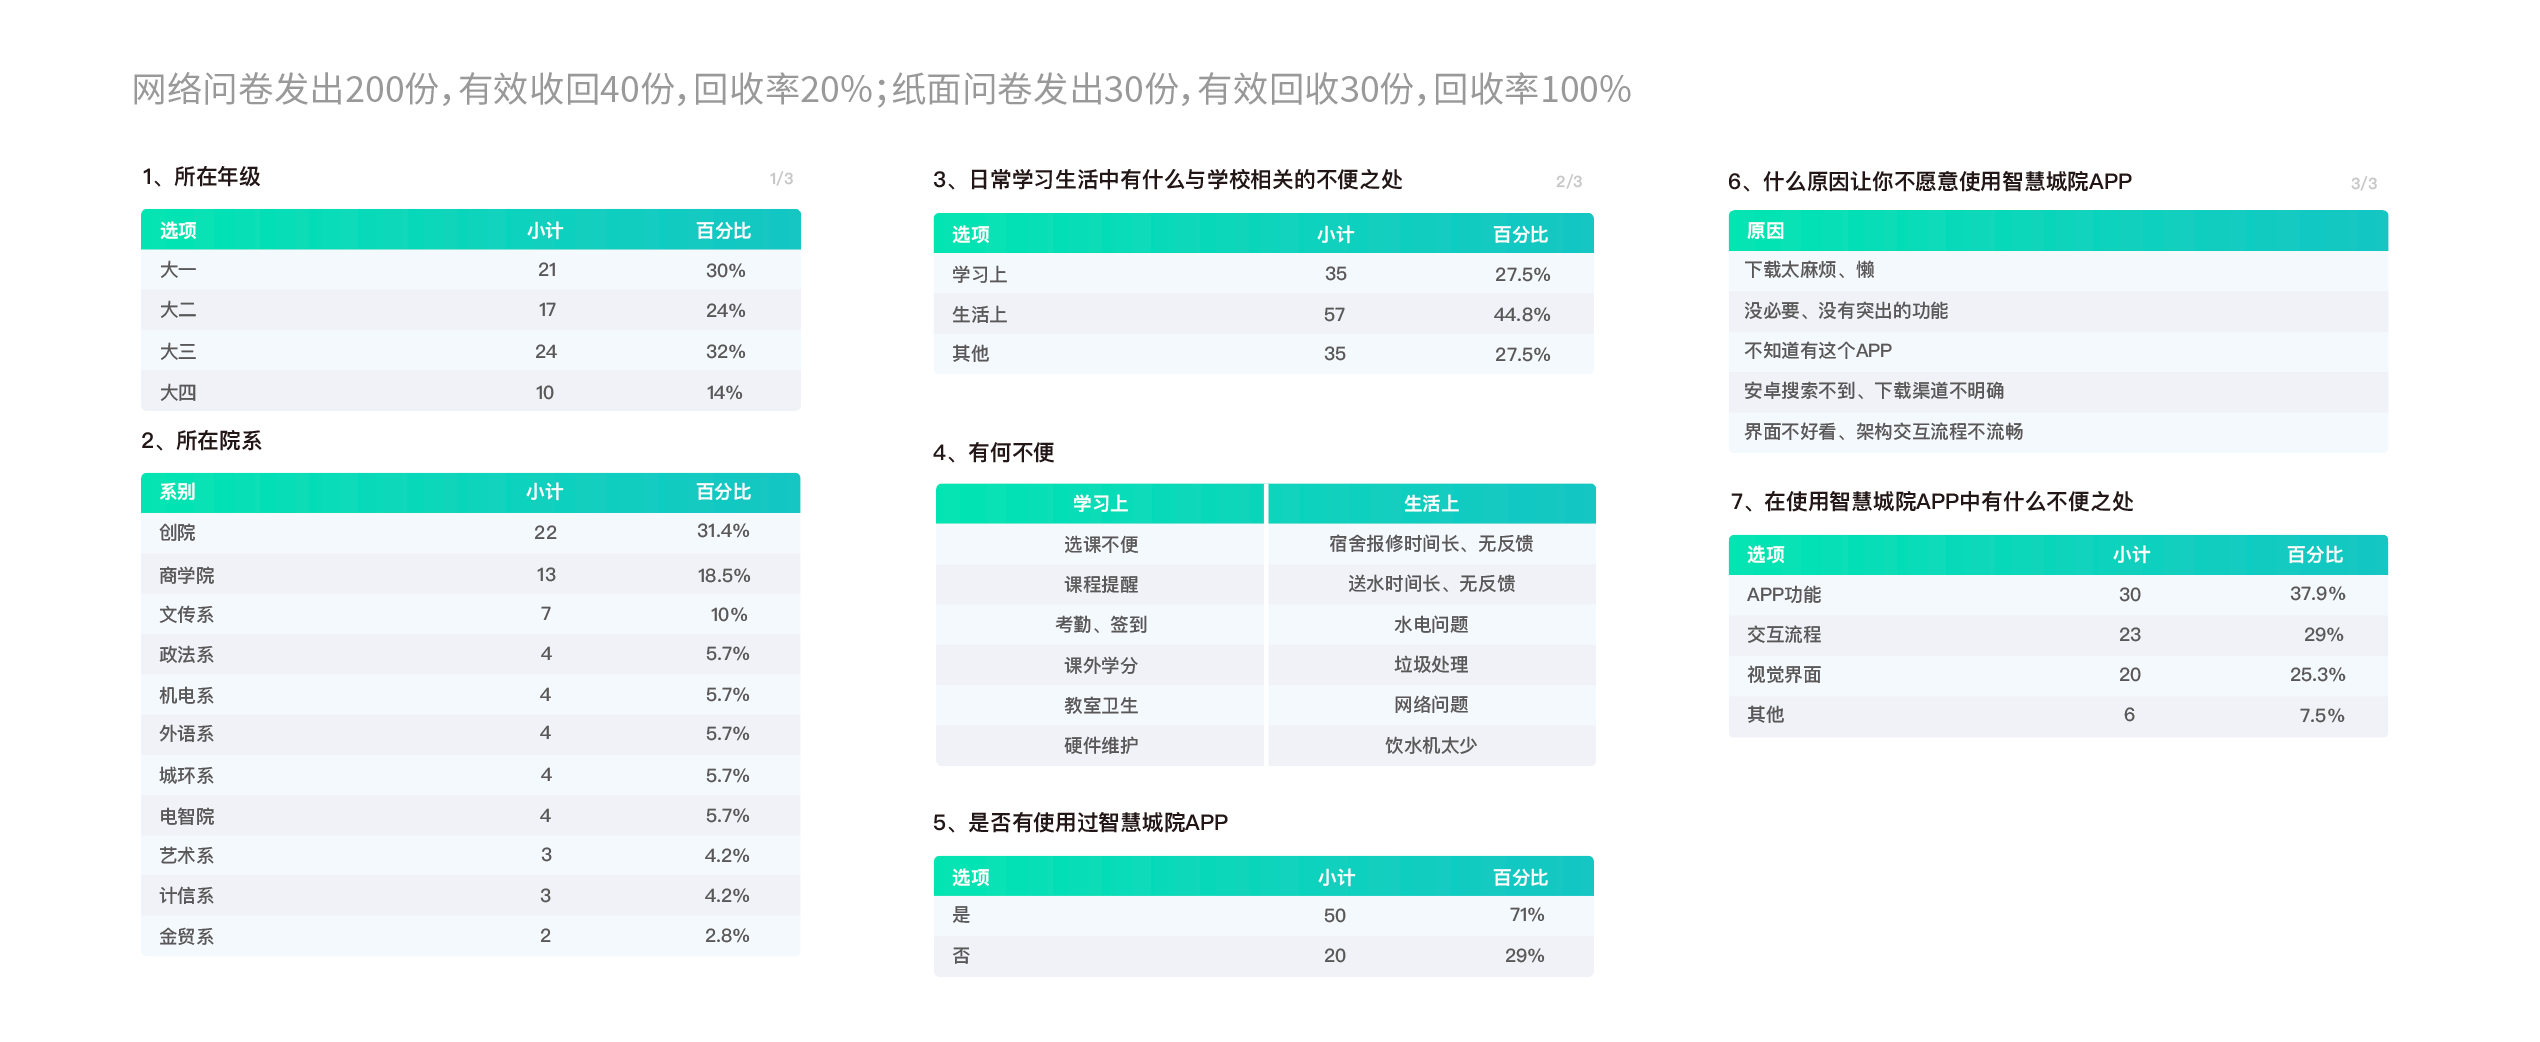 网络问卷发出200份，有效收回40份，回收率20%；纸面问卷发出30份，有效回收30份，回收率100%
1、所在年级 1/3
选项 小计 百分比
大一 21 30%
大二 17 24%
大三 24 32%
大四 10 14%
2、所在院系
系别 小计 百分比
创院 22 31.4%
商学院 13 18.5%
文传系 7 10%
政法系 4 5.7%
机电系 4 5.7%
外语系 4 5.7%
城环系 4 5.7%
电智院 4 5.7%
艺术系 3 4.2%
计信系 3 4.2%
金贸系 2 2.8%
3、日常学习生活中有什么与学校相关的不便之处 2/3
选项 小计 百分比
学习上 35 27.5%
生活上 57 44.8%
其他 35 27.5%
4、有何不便
学习上 生活上
选课不便 宿舍报修时间长、无反馈
课程提醒 送水时间长、无反馈
考勤、签到 水电问题
课外学分 垃圾处理
教室卫生 网络问题
硬件维护 饮水机太少
5、是否有使用过智慧城院APP
选项 小计 百分比
是 50 71%
否 20 29%
6、什么原因让你不愿意使用智慧城院APP 3/3
原因
下载太麻烦、懒
没必要、没有突出的功能
不知道有这个APP
安卓搜索不到、下载渠道不明确
界面不好看、架构交互流程不流畅
7、在使用智慧城院APP中有什么不便之处
选项 小计 百分比
APP功能 30 37.9%
交互流程 23 29%
视觉界面 20 25.3%
其他 6 7.5%